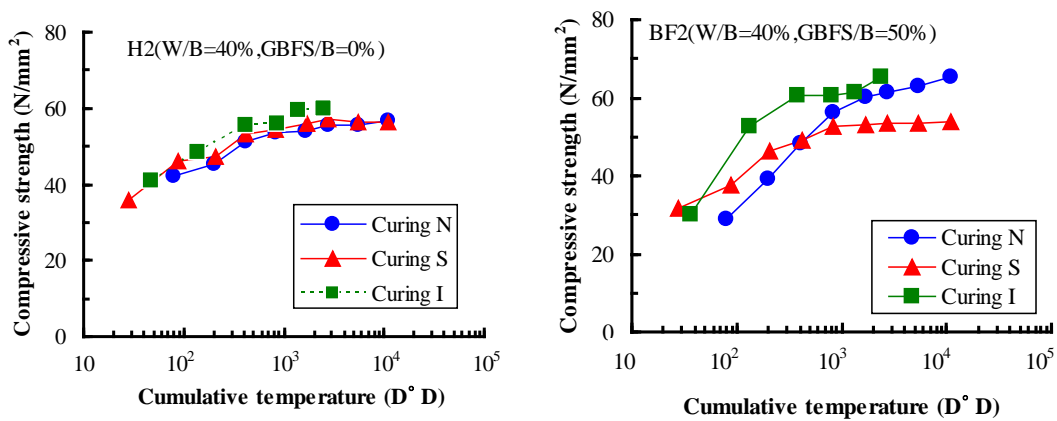 Compressive strength (N/mm²)
80
60
40
20
0
H2(W/B=40%,GBFS/B=0%)
Curing N
Curing S
Curing I
10 10² 10³ 10⁴ 10⁵
Cumulative temperature (D°D)
Compressive strength (N/mm²)
80
60
40
20
0
BF2(W/B=40%,GBFS/B=50%)
Curing N
Curing S
Curing I
10 10² 10³ 10⁴ 10⁵
Cumulative temperature (D°D)